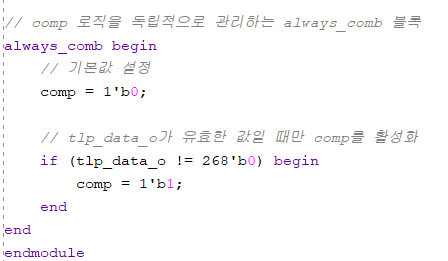 // comp 로직을 독립적으로 관리하는 always_comb 블록
always_comb begin
// 기본값 설정
comp = 1'b0;
// tlp_data_o가 유효한 값일 때만 comp를 활성화
if (tlp_data_o != 268'b0) begin
comp = 1'b1;
end
end
endmodule